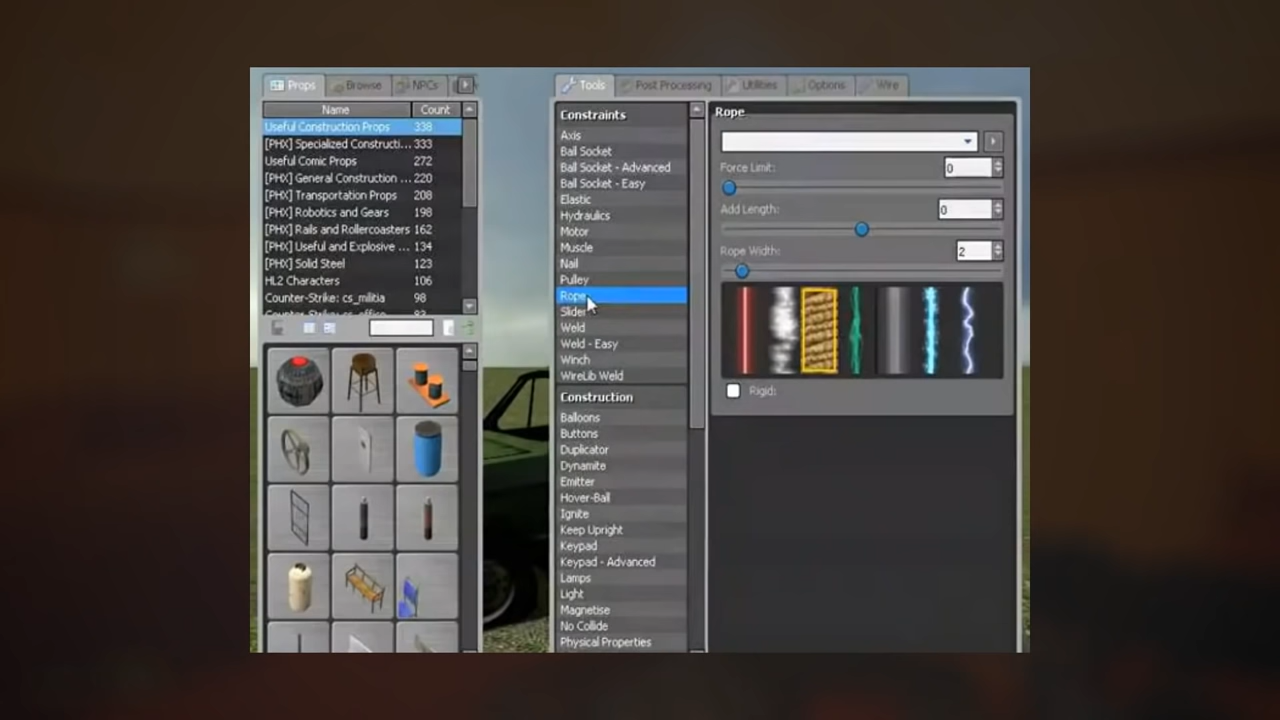 Props Browse NPCs
Name Count
Useful Construction Props 338
[PHX] Specialized Constructi... 333
Useful Comic Props 272
[PHX] General Construction ... 220
[PHX] Transportation Props 208
[PHX] Robotics and Gears 198
[PHX] Rails and Rollercoasters 162
[PHX] Useful and Explosive ... 134
[PHX] Solid Steel 123
HL2 Characters 106
Counter-Strike: cs_militia 98
Counter-Strike: cs_office
Tools Post Processing Utilities Options Wire
Constraints
Axis
Ball Socket
Ball Socket - Advanced
Ball Socket - Easy
Elastic
Hydraulics
Motor
Muscle
Nail
Pulley
Rope
Slider
Weld
Weld - Easy
Winch
WireLib Weld
Construction
Balloons
Buttons
Duplicator
Dynamite
Emitter
Hover-Ball
Ignite
Keep Upright
Keypad
Keypad - Advanced
Lamps
Light
Magnetise
No Collide
Physical Properties
Rope
Force Limit: 0
Add Length: 0
Rope Width: 2
Rigid: